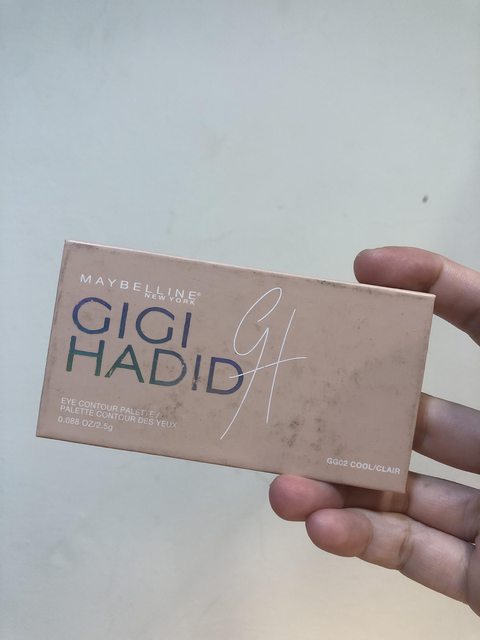 MAYBELLINE®
NEW YORK
GIGI
HADID
GH
EYE CONTOUR PALETTE /
PALETTE CONTOUR DES YEUX
0.088 OZ/2.5g
GG02 COOL/CLAIR